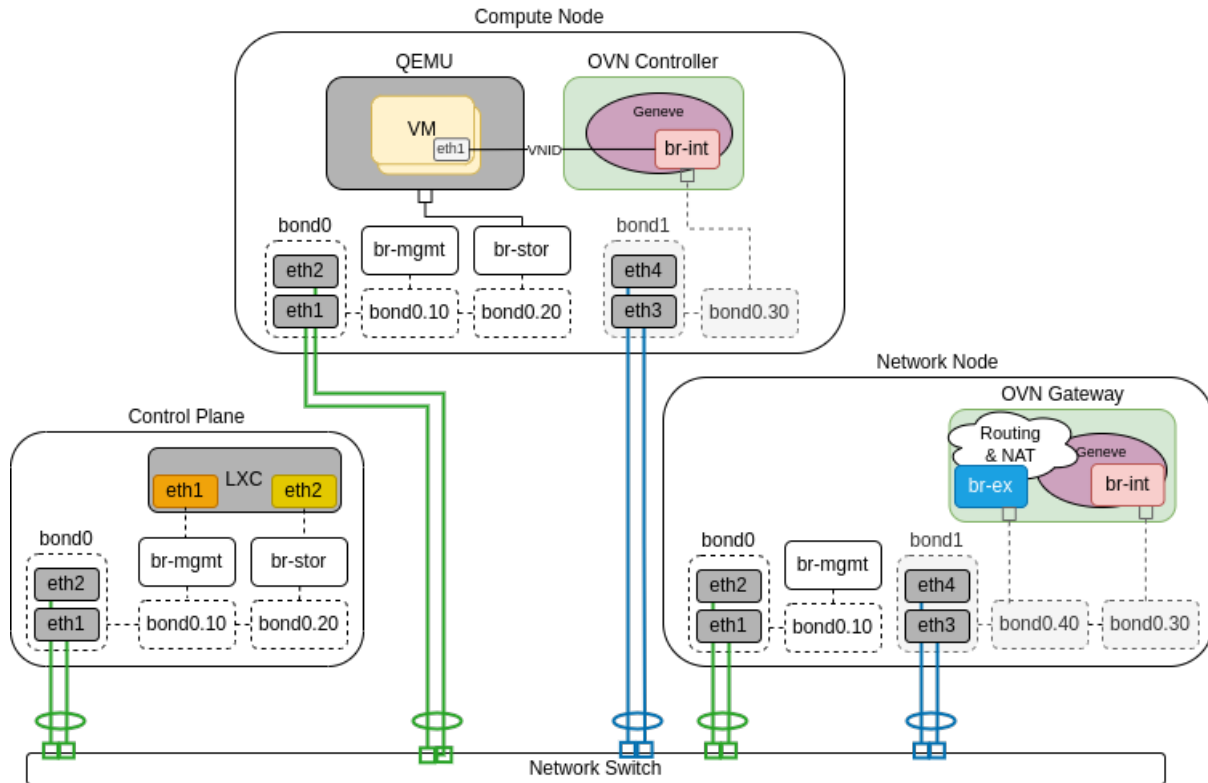 Compute Node
QEMU
OVN Controller
VM
eth1
VNID
Geneve
br-int
bond0
eth2
eth1
br-mgmt
br-stor
bond0.10
bond0.20
bond1
eth4
eth3
bond0.30
Control Plane
LXC
eth1
eth2
bond0
eth2
eth1
br-mgmt
br-stor
bond0.10
bond0.20
Network Node
OVN Gateway
Routing
& NAT
Geneve
br-ex
br-int
bond0
eth2
eth1
br-mgmt
bond0.10
bond1
eth4
eth3
bond0.40
bond0.30
Network Switch